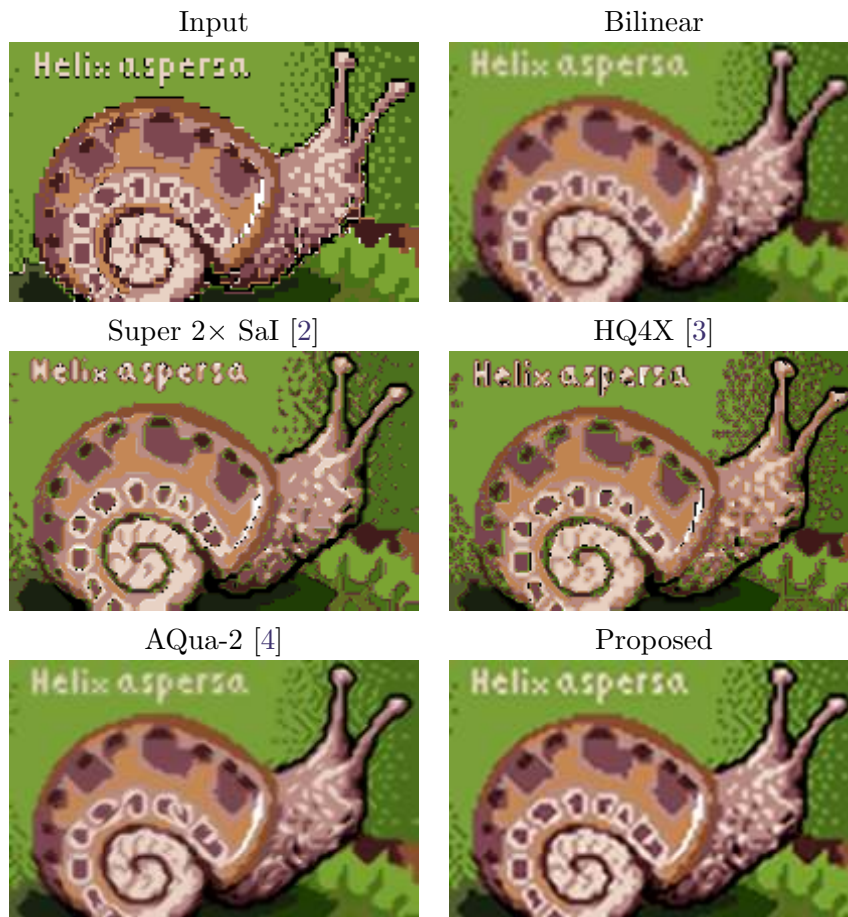 Input
Bilinear
Helix aspersa
Helix aspersa
Super 2× SaI [2]
HQ4X [3]
Helix aspersa
Helix aspersa
AQua-2 [4]
Proposed
Helix aspersa
Helix aspersa